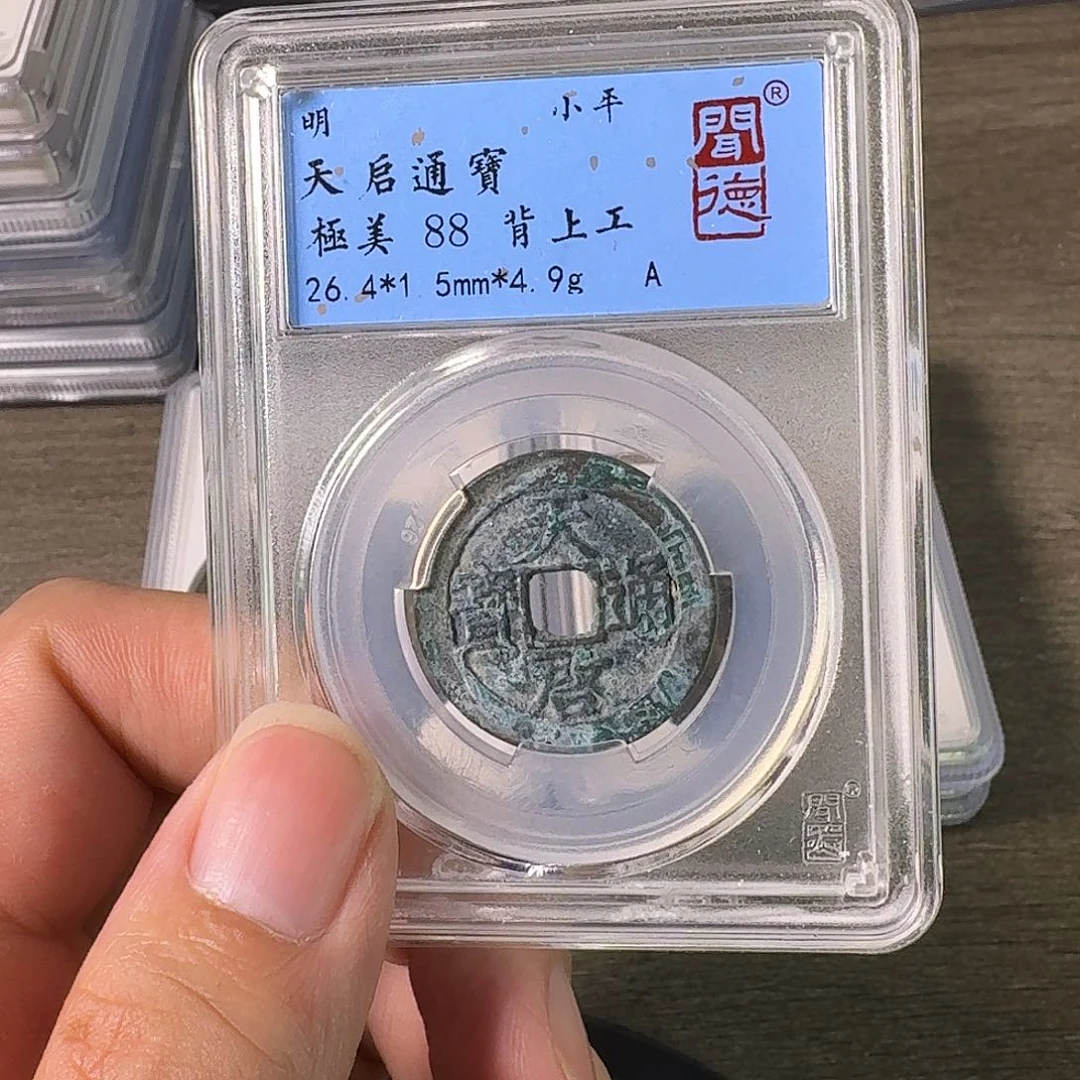 明 小平
天启通寶
極美 88 背上工
26.4*1 5mm*4.9g A
聞德
®
天啓通寶
聞德
®